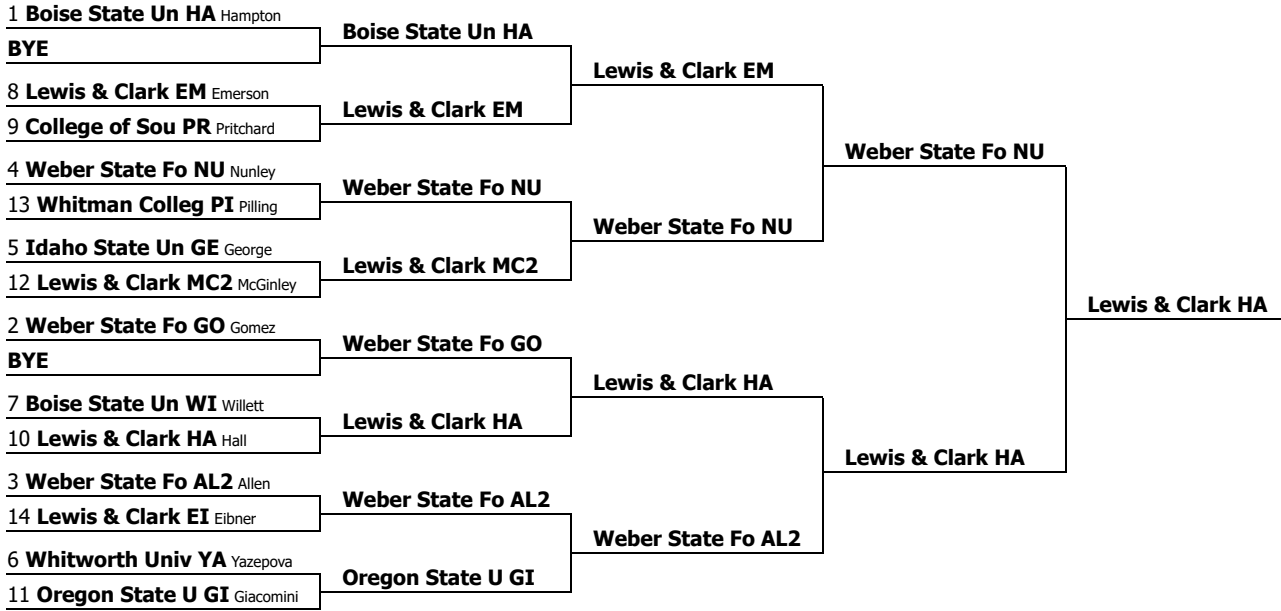 1 Boise State Un HA Hampton
BYE
8 Lewis & Clark EM Emerson
9 College of Sou PR Pritchard
4 Weber State Fo NU Nunley
13 Whitman Colleg PI Pilling
5 Idaho State Un GE George
12 Lewis & Clark MC2 McGinley
2 Weber State Fo GO Gomez
BYE
7 Boise State Un WI Willett
10 Lewis & Clark HA Hall
3 Weber State Fo AL2 Allen
14 Lewis & Clark EI Eibner
6 Whitworth Univ YA Yazepova
11 Oregon State U GI Giacomini
Boise State Un HA
Lewis & Clark EM
Weber State Fo NU
Lewis & Clark MC2
Weber State Fo GO
Lewis & Clark HA
Weber State Fo AL2
Oregon State U GI
Lewis & Clark EM
Weber State Fo NU
Lewis & Clark HA
Weber State Fo AL2
Weber State Fo NU
Lewis & Clark HA
Lewis & Clark HA